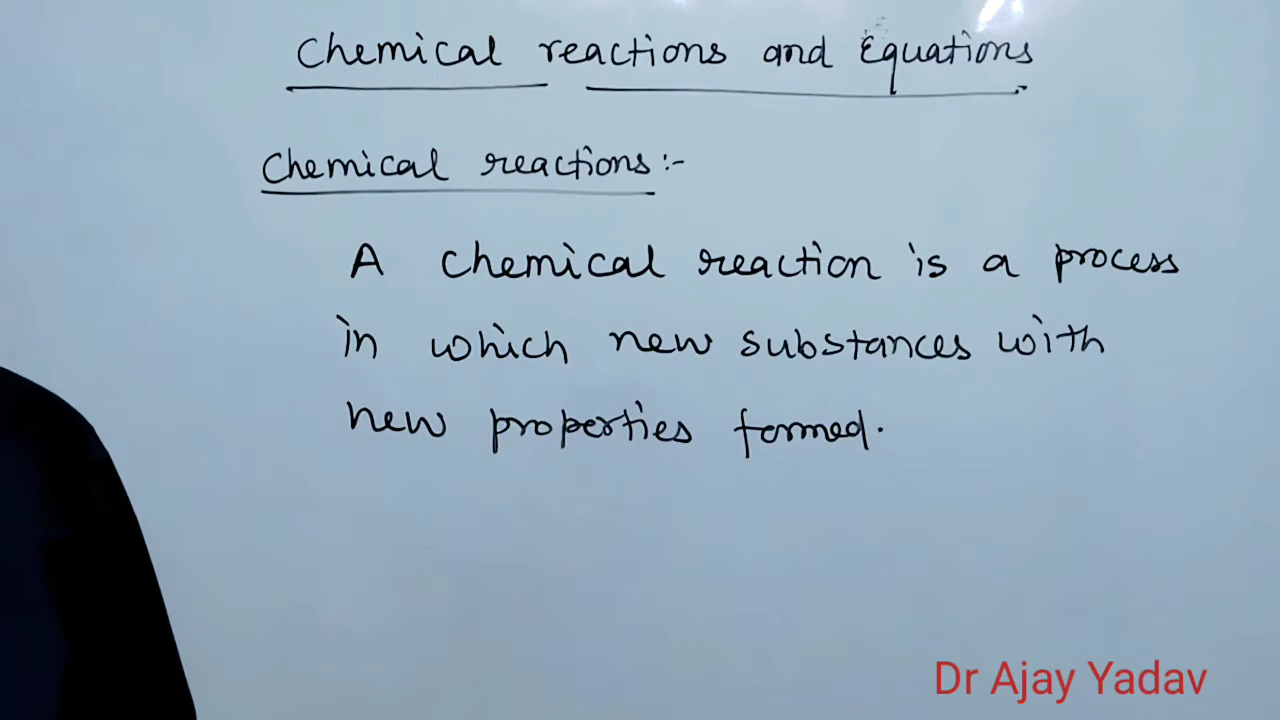 Chemical reactions and Equations
Chemical reactions :-
A chemical reaction is a process
in which new substances with
new properties formed.
Dr Ajay Yadav